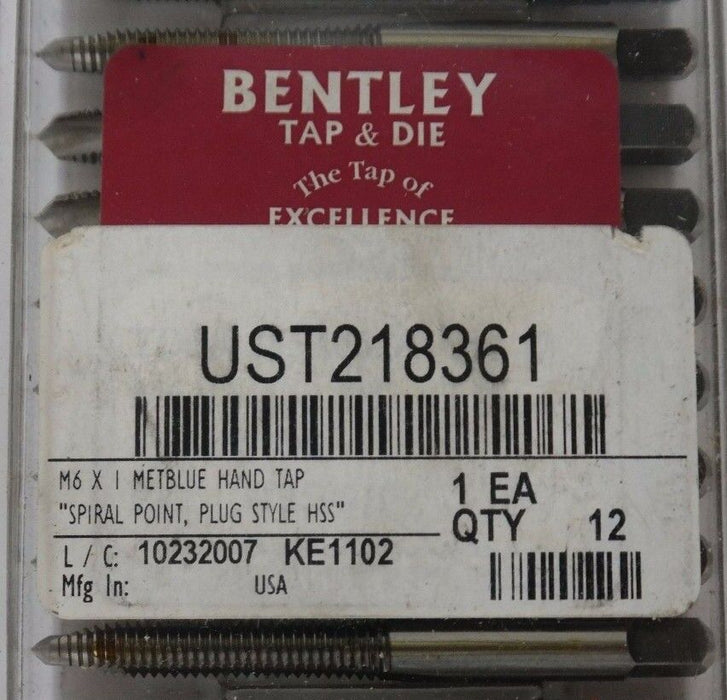 BENTLEY
TAP & DIE
The Tap of
EXCELLENCE
UST218361
M6 X 1 METBLUE HAND TAP
"SPIRAL POINT, PLUG STYLE HSS"
1 EA
QTY 12
L / C: 10232007 KE1102
Mfg In: USA